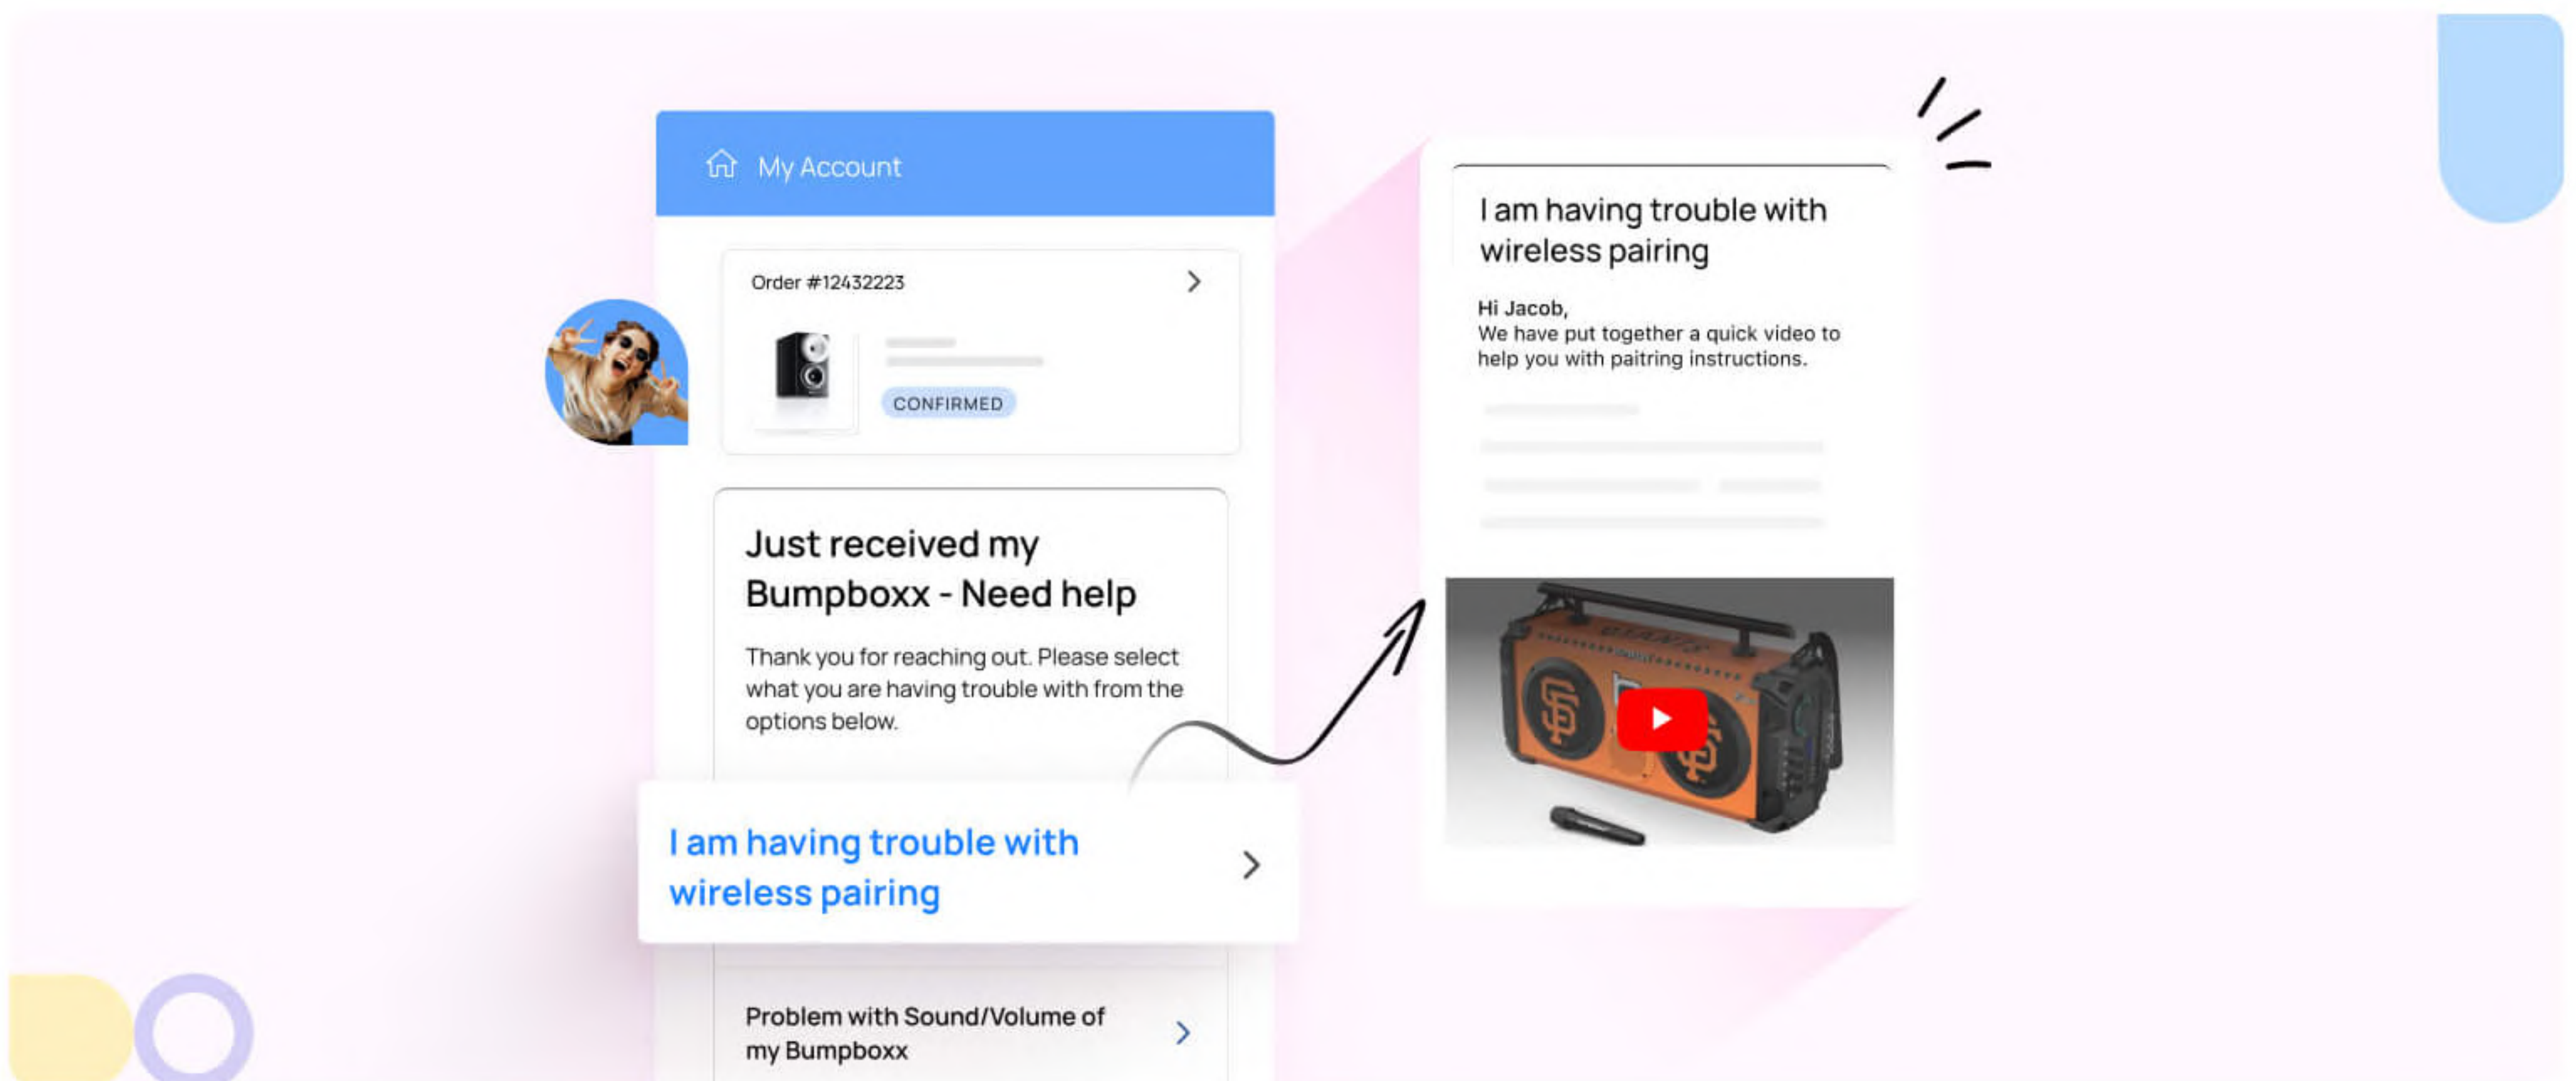 My Account
Order #12432223
CONFIRMED
Just received my
Bumpboxx - Need help
Thank you for reaching out. Please select
what you are having trouble with from the
options below.
I am having trouble with
wireless pairing
Problem with Sound/Volume of
my Bumpboxx
I am having trouble with
wireless pairing
Hi Jacob,
We have put together a quick video to
help you with paitring instructions.
GIANTS
SF
SF